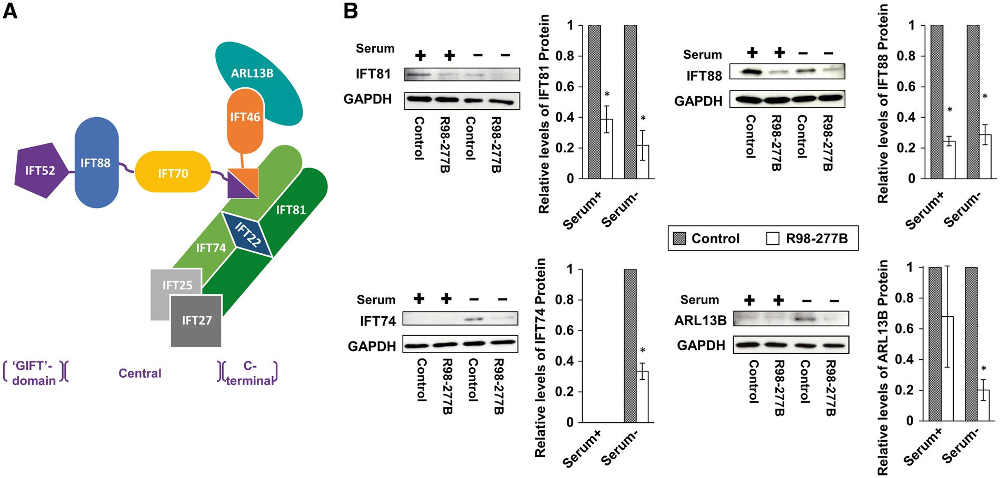 A
ARL13B
IFT46
IFT52
IFT88
IFT70
IFT81
IFT22
IFT74
IFT25
IFT27
‘GIFT’-
domain
Central
C-
terminal
B
Serum + + − −
IFT81
GAPDH
Control
R98-277B
Control
R98-277B
Relative levels of IFT81 Protein
1
0.8
0.6
0.4
0.2
0
*
*
Serum+
Serum-
Serum + + − −
IFT88
GAPDH
Control
R98-277B
Control
R98-277B
Relative levels of IFT88 Protein
1
0.8
0.6
0.4
0.2
0
*
*
Serum+
Serum-
Control R98-277B
Serum + + − −
IFT74
GAPDH
Control
R98-277B
Control
R98-277B
Relative levels of IFT74 Protein
1
0.8
0.6
0.4
0.2
0
*
Serum+
Serum-
Serum + + − −
ARL13B
GAPDH
Control
R98-277B
Control
R98-277B
Relative levels of ARL13B Protein
1
0.8
0.6
0.4
0.2
0
*
Serum+
Serum-